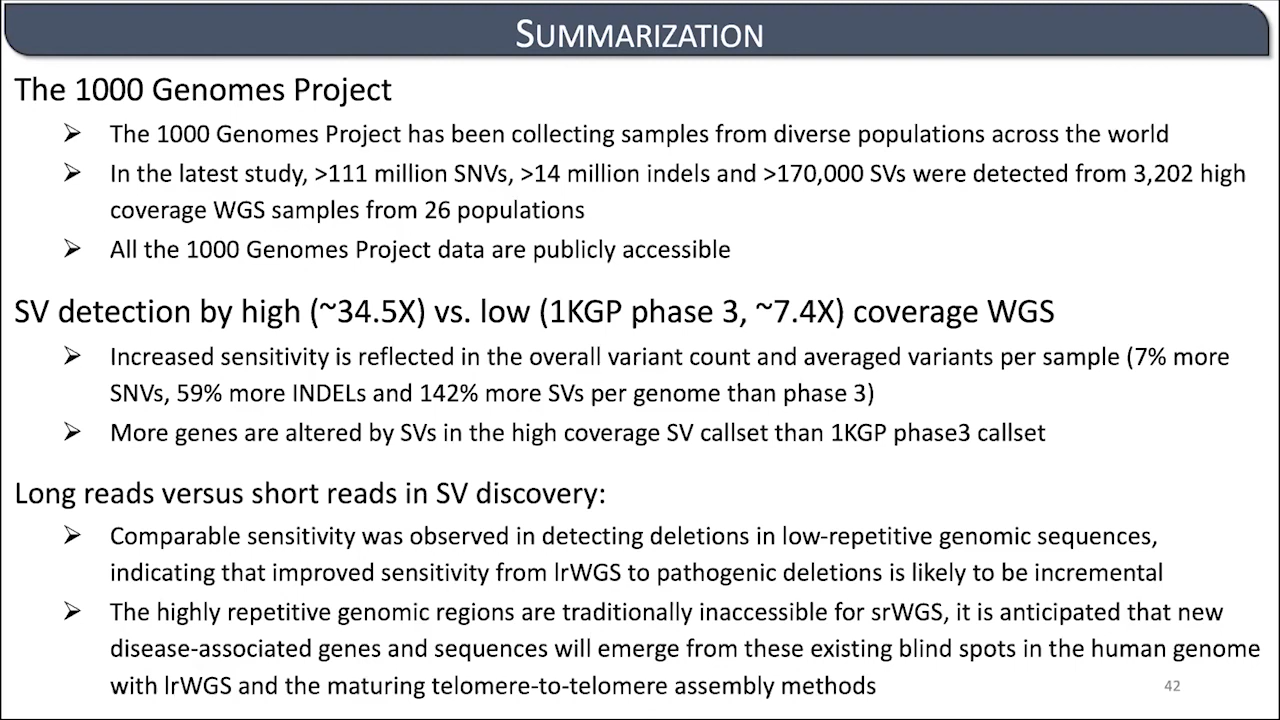 SUMMARIZATION
The 1000 Genomes Project
➢ The 1000 Genomes Project has been collecting samples from diverse populations across the world
➢ In the latest study, >111 million SNVs, >14 million indels and >170,000 SVs were detected from 3,202 high
coverage WGS samples from 26 populations
➢ All the 1000 Genomes Project data are publicly accessible
SV detection by high (~34.5X) vs. low (1KGP phase 3, ~7.4X) coverage WGS
➢ Increased sensitivity is reflected in the overall variant count and averaged variants per sample (7% more
SNVs, 59% more INDELs and 142% more SVs per genome than phase 3)
➢ More genes are altered by SVs in the high coverage SV callset than 1KGP phase3 callset
Long reads versus short reads in SV discovery:
➢ Comparable sensitivity was observed in detecting deletions in low-repetitive genomic sequences,
indicating that improved sensitivity from lrWGS to pathogenic deletions is likely to be incremental
➢ The highly repetitive genomic regions are traditionally inaccessible for srWGS, it is anticipated that new
disease-associated genes and sequences will emerge from these existing blind spots in the human genome
with lrWGS and the maturing telomere-to-telomere assembly methods
42